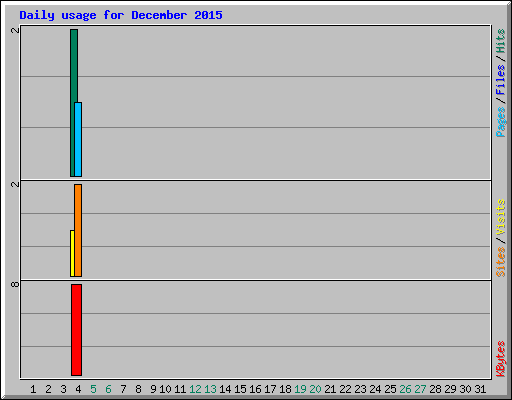 Daily usage for December 2015
2
2
8
Pages/Files/Hits
Sites/Visits
KBytes
1 2 3 4 5 6 7 8 9 10 11 12 13 14 15 16 17 18 19 20 21 22 23 24 25 26 27 28 29 30 31